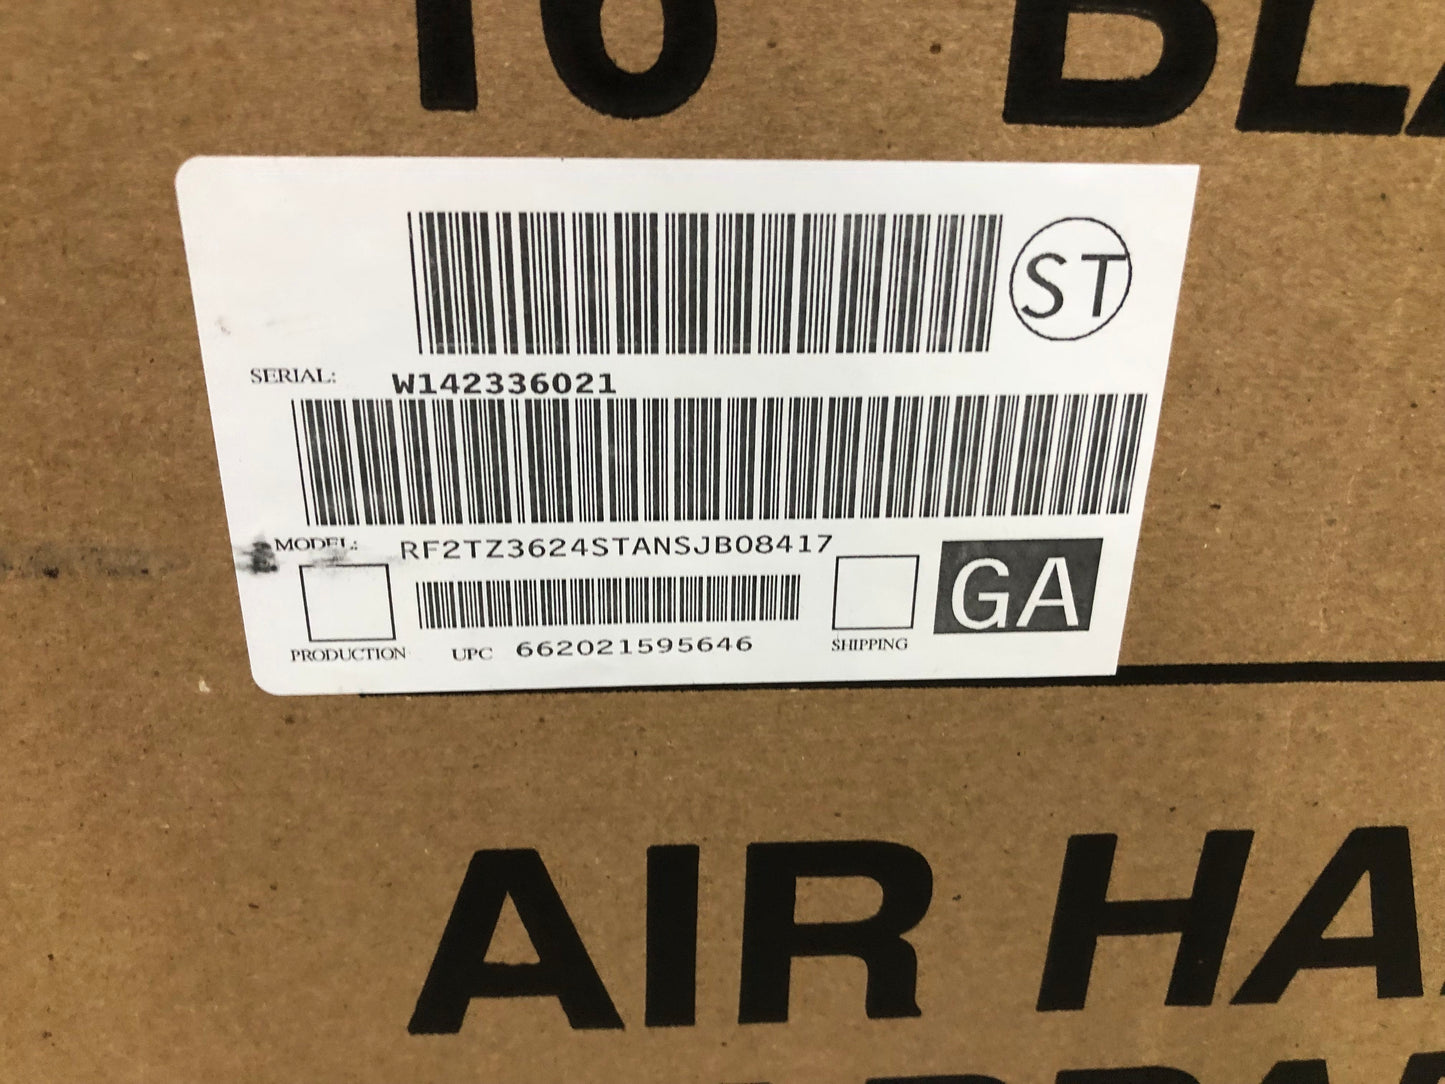 ST
SERIAL: W142336021
MODEL: RF2TZ3624STANSJB08417
GA
PRODUCTION UPC 662021595646 SHIPPING
AIR